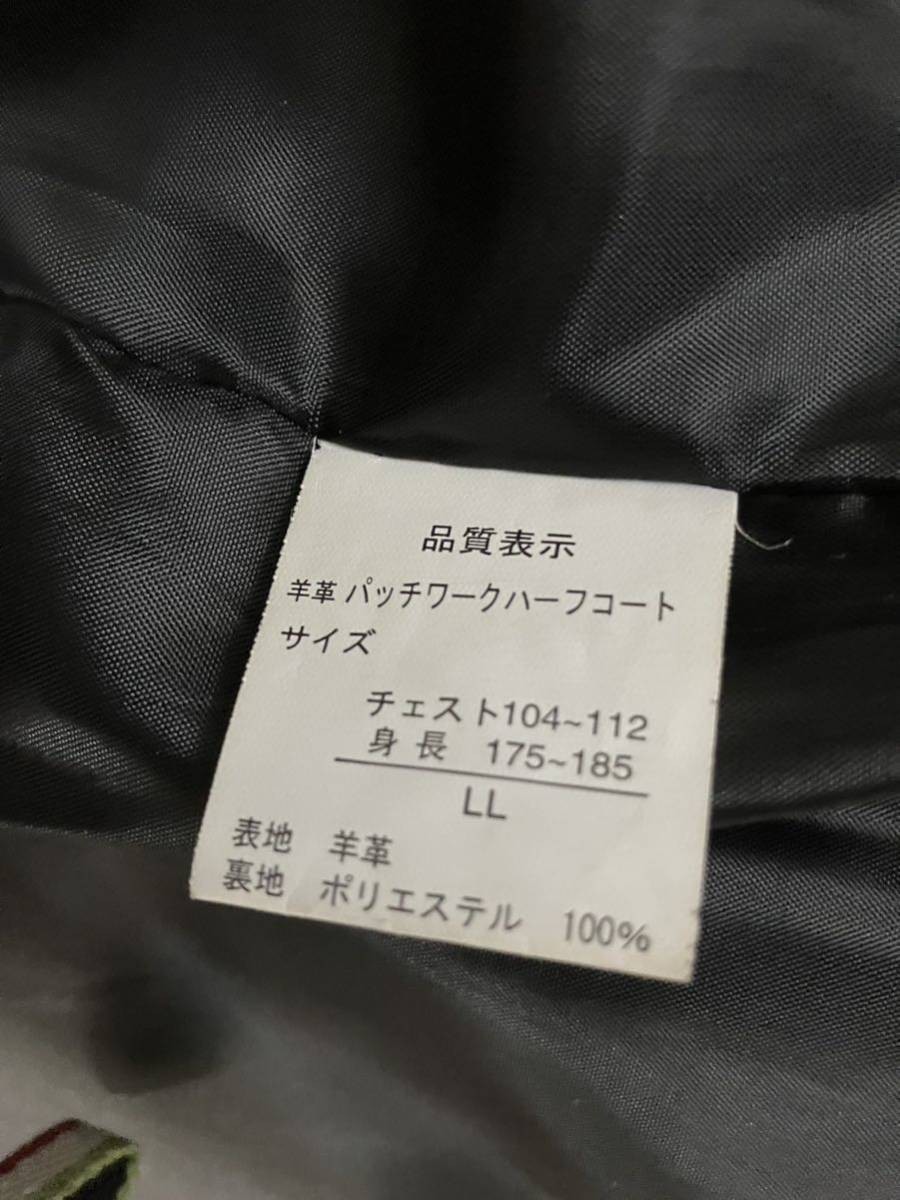 品質表示
羊革 パッチワークハーフコート
サイズ
チェスト104~112
身長 175~185
LL
表地 羊革
裏地 ポリエステル 100%